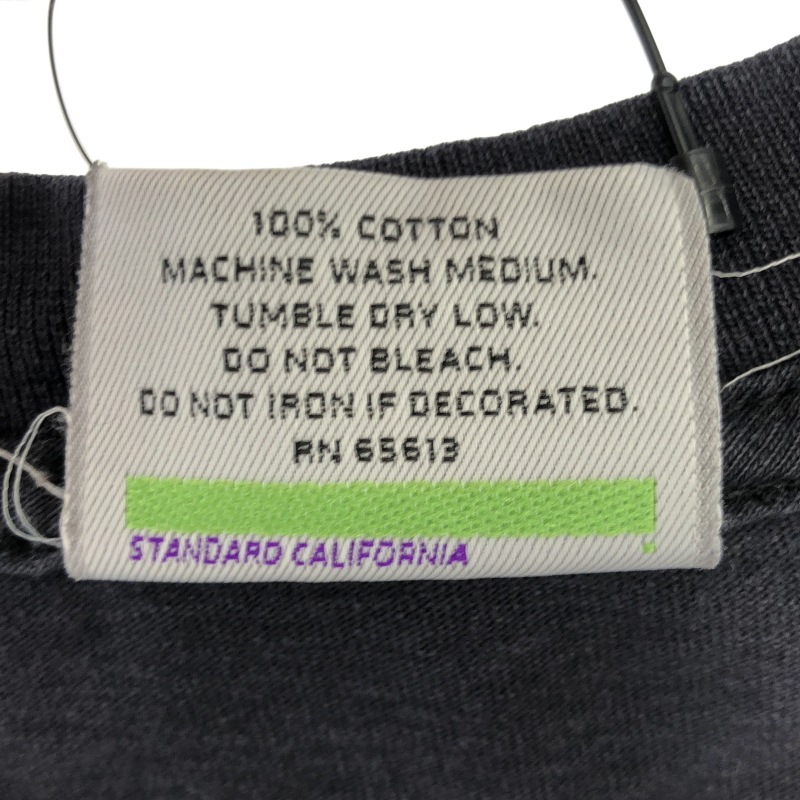 100% COTTON
MACHINE WASH MEDIUM.
TUMBLE DRY LOW.
DO NOT BLEACH.
DO NOT IRON IF DECORATED.
RN 65613
STANDARD CALIFORNIA